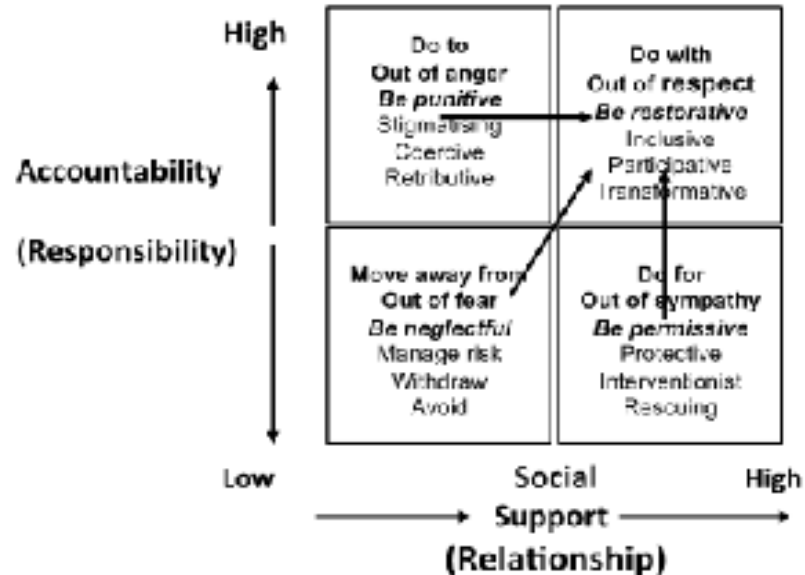 High
Accountability
(Responsibility)
Do to
Out of anger
Be punitive
Stigmatising
Coercive
Retributive
Do with
Out of respect
Be restorative
Inclusive
Participative
Transformative
Move away from
Out of fear
Be neglectful
Manage risk
Withdraw
Avoid
Do for
Out of sympathy
Be permissive
Protective
Interventionist
Rescuing
Low
Social
High
Support
(Relationship)